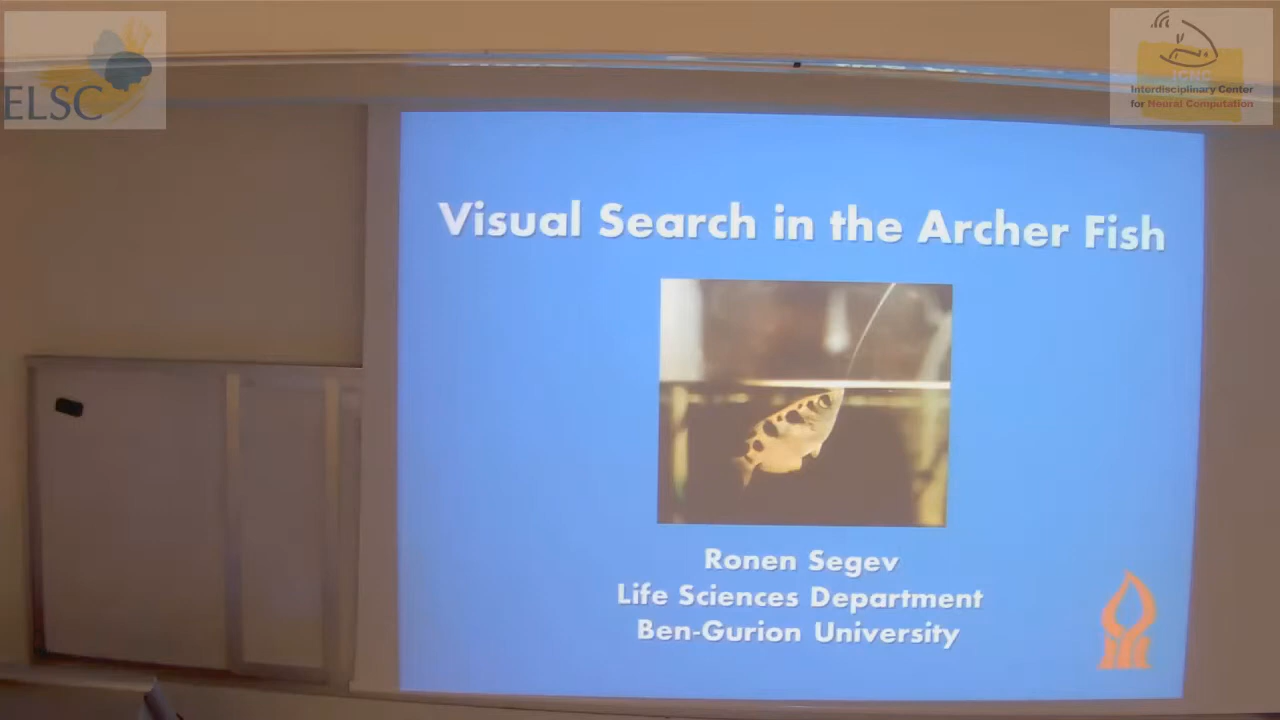 ELSC
ICNC
Interdisciplinary Center
for Neural Computation
Visual Search in the Archer Fish
Ronen Segev
Life Sciences Department
Ben-Gurion University